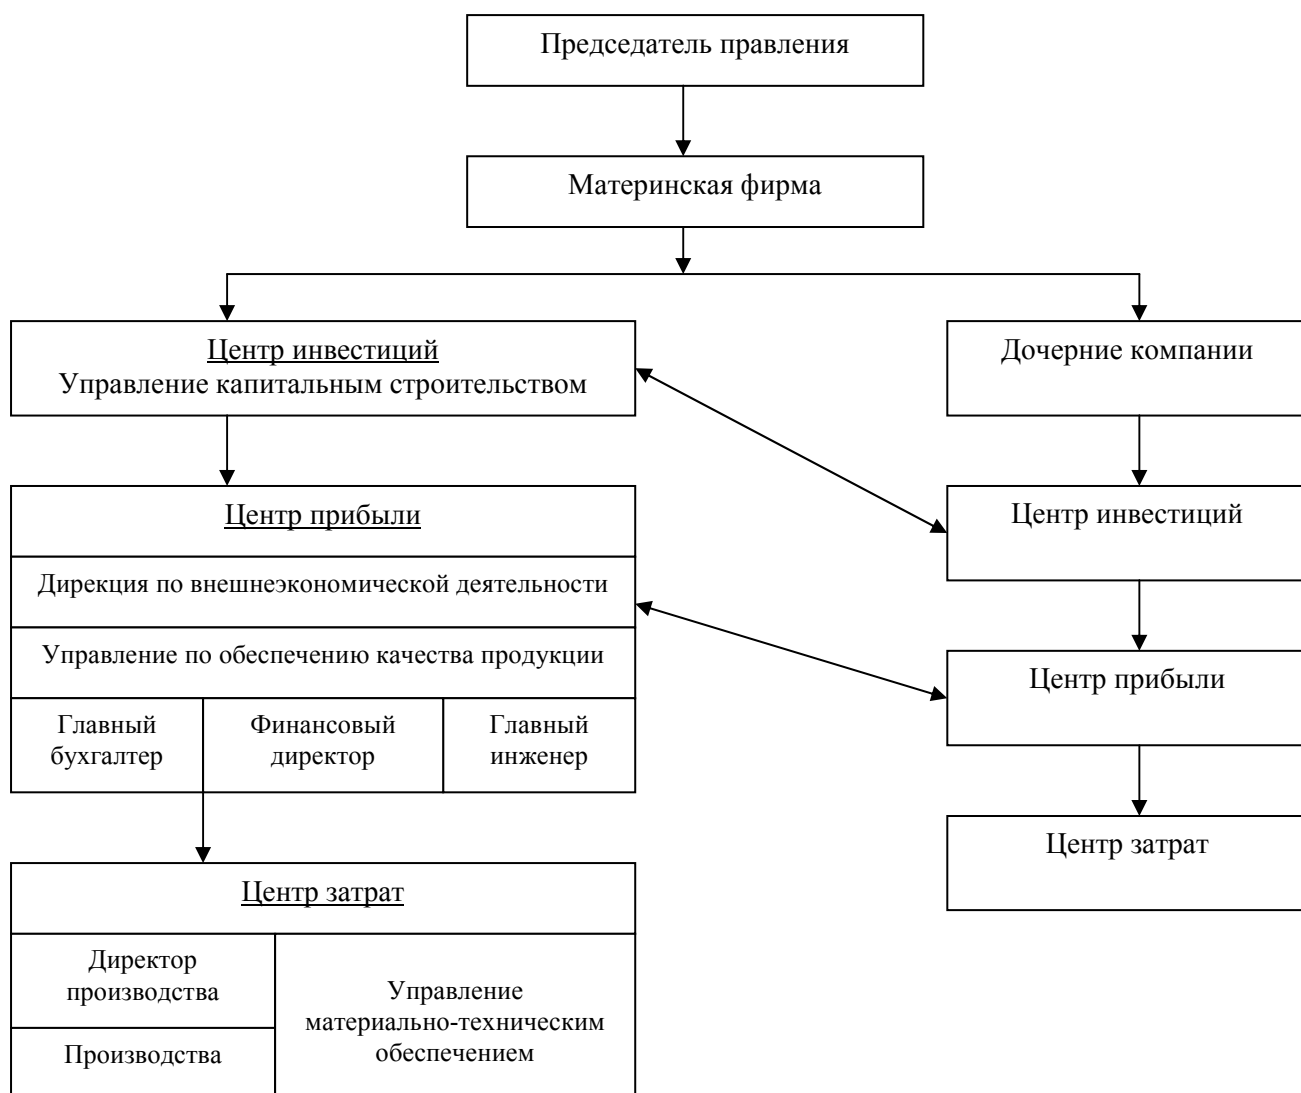 Председатель правления
Материнская фирма
Центр инвестиций
Управление капитальным строительством
Дочерние компании
Центр прибыли
Дирекция по внешнеэкономической деятельности
Управление по обеспечению качества продукции
Главный
бухгалтер
Финансовый
директор
Главный
инженер
Центр инвестиций
Центр прибыли
Центр затрат
Центр затрат
Директор
производства
Производства
Управление
материально-техническим
обеспечением